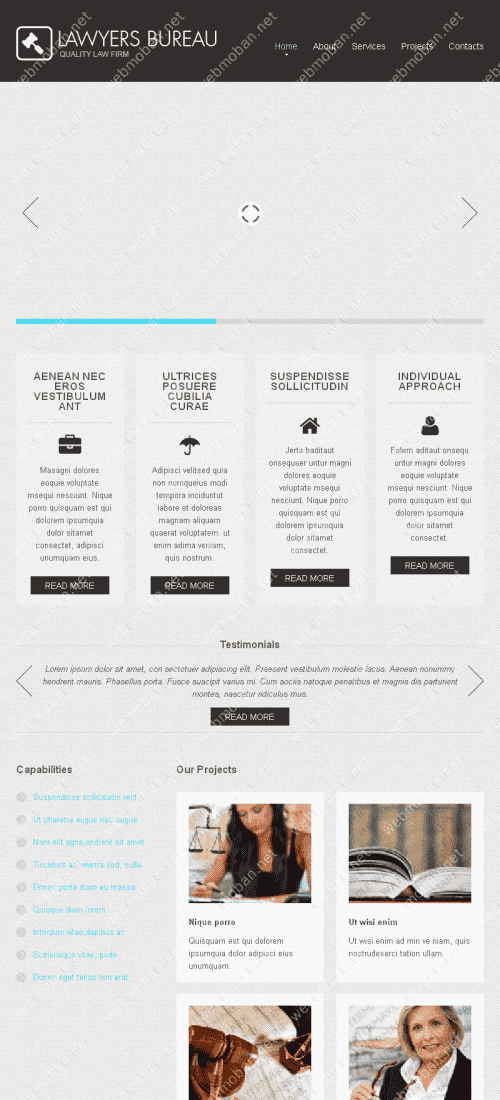 LAWYERS BUREAU
QUALITY LAW FIRM
Home About Services Projects Contacts
AENEAN NEC
EROS
VESTIBULUM
ANT
Masagni dolores
eoquie voluptate
msequi nesciunt. Nique
porro quisquam est qui
dolorem ipsumquia
dolor sitamet
consectet, adipisci
unumquam eius.
READ MORE
ULTRICES
POSUERE
CUBILIA
CURAE
Adipisci velitsed quia
non numqueius modi
tempora inciduntut
labore et doloreas
magnam aliquam
quaerat voluptatem. ut
enim adima veniam,
quis nostrum.
READ MORE
SUSPENDISSE
SOLLICITUDIN
Jerta baditaut
onsequuer untur magni
dolores eoquie
voluptate msequi
nesciunt. Nique porro
quisquam est qui
dolorem ipsumquia
dolor sitamet
consectet.
READ MORE
INDIVIDUAL
APPROACH
Folem aditaut onsequ
untur magni dolores
eoquie voluptate
msequi nesciunt. Nique
porro quisquam est qui
dolorem ipsumquia
dolor sitamet
consectet.
READ MORE
Testimonials
Lorem ipsum dolor sit amet, con sectetuer adipiscing elit. Praesent vestibulum molestie lacus. Aenean nonummy
hendrerit mauris. Phasellus porta. Fusce suscipit varius mi. Cum sociis natoque penatibus et magnis dis parturient
montes, nascetur ridiculus mus.
READ MORE
Capabilities
Suspendisse sollicitudin velit
Ut pharetra augue nec augue
Nam elit agna,endrerit sit amet
Tincidunt ac, viverra sed, nulla
Donec porta diam eu massa
Quisque diam lorem
Interdum vitae,dapibus ac
Scelerisque vitae, pede
Donec eget tellus non erat
Our Projects
Nique porro
Quisquam est qui dolorem
ipsumquia dolor adipisci eius
unumquam.
Ut wisi enim
Ut wisi enim ad min ve niam, quis
nostrudexerci tation ullam.
webmoban.net